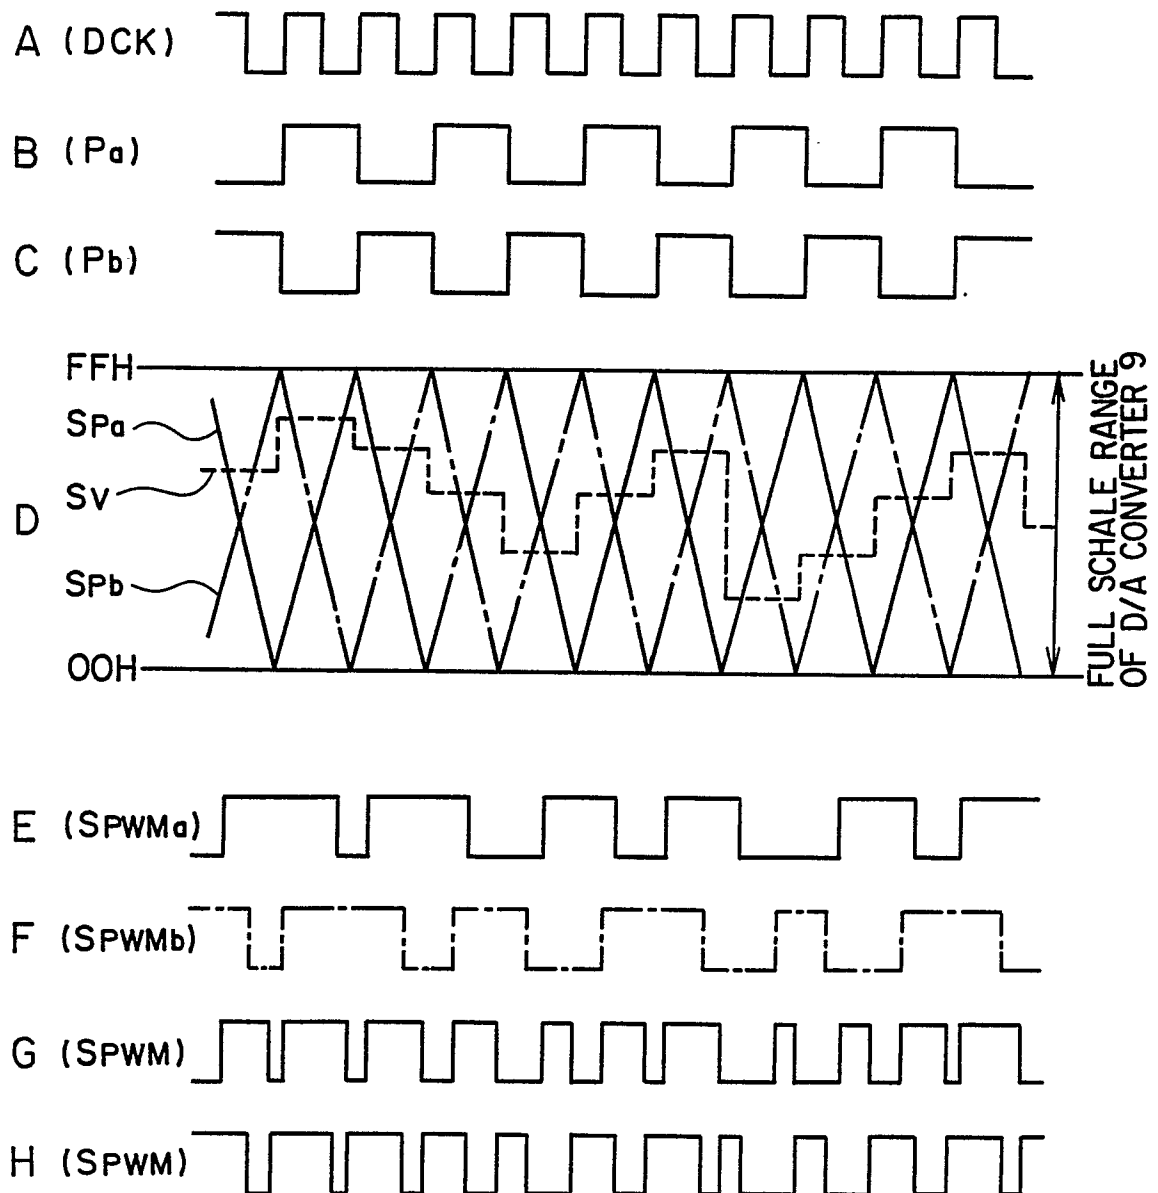 A (DCK)
B (Pa)
C (Pb)
D
FFH
SPa
SV
SPb
OOH
FULL SCHALE RANGE
OF D/A CONVERTER 9
E (SPWMa)
F (SPWMb)
G (SPWM)
H (SPWM)